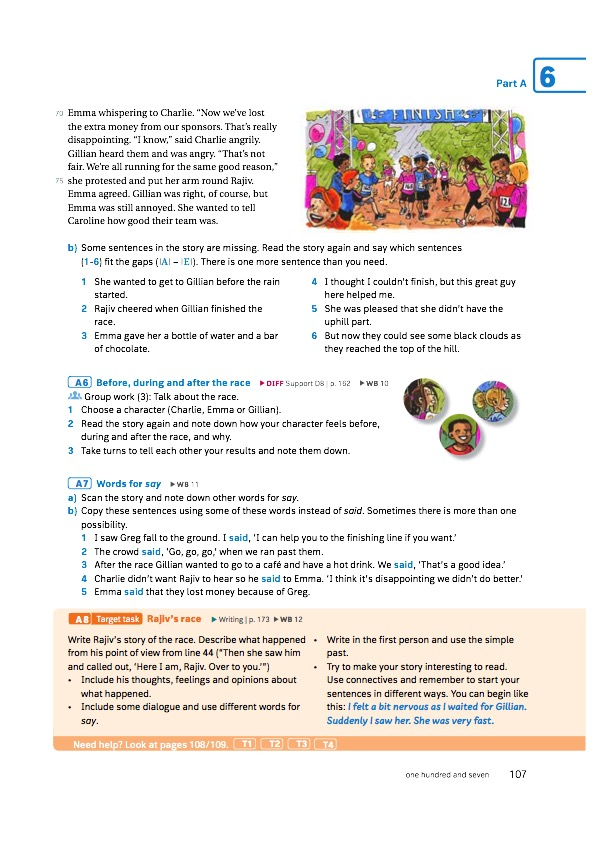 Part A
6
70 Emma whispering to Charlie. “Now we’ve lost
the extra money from our sponsors. That’s really
disappointing. “I know,” said Charlie angrily.
Gillian heard them and was angry. “That’s not
fair. We’re all running for the same good reason,”
75 she protested and put her arm round Rajiv.
Emma agreed. Gillian was right, of course, but
Emma was still annoyed. She wanted to tell
Caroline how good their team was.
FINISH
b) Some sentences in the story are missing. Read the story again and say which sentences
(1–6) fit the gaps (|A| – |E|). There is one more sentence than you need.
1 She wanted to get to Gillian before the rain
started.
2 Rajiv cheered when Gillian finished the
race.
3 Emma gave her a bottle of water and a bar
of chocolate.
4 I thought I couldn’t finish, but this great guy
here helped me.
5 She was pleased that she didn’t have the
uphill part.
6 But now they could see some black clouds as
they reached the top of the hill.
A6 Before, during and after the race ▶ DIFF Support D8 | p. 162 ▶ WB 10
Group work (3): Talk about the race.
1 Choose a character (Charlie, Emma or Gillian).
2 Read the story again and note down how your character feels before,
during and after the race, and why.
3 Take turns to tell each other your results and note them down.
A7 Words for say ▶ WB 11
a) Scan the story and note down other words for say.
b) Copy these sentences using some of these words instead of said. Sometimes there is more than one
possibility.
1 I saw Greg fall to the ground. I said, ‘I can help you to the finishing line if you want.’
2 The crowd said, ‘Go, go, go,’ when we ran past them.
3 After the race Gillian wanted to go to a café and have a hot drink. We said, ‘That’s a good idea.’
4 Charlie didn’t want Rajiv to hear so he said to Emma. ‘I think it’s disappointing we didn’t do better.’
5 Emma said that they lost money because of Greg.
A8 Target task Rajiv’s race ▶ Writing | p. 173 ▶ WB 12
Write Rajiv’s story of the race. Describe what happened
from his point of view from line 44 (“Then she saw him
and called out, ‘Here I am, Rajiv. Over to you.’”)
• Include his thoughts, feelings and opinions about
what happened.
• Include some dialogue and use different words for
say.
• Write in the first person and use the simple
past.
• Try to make your story interesting to read.
Use connectives and remember to start your
sentences in different ways. You can begin like
this: I felt a bit nervous as I waited for Gillian.
Suddenly I saw her. She was very fast.
Need help? Look at pages 108/109. T1 T2 T3 T4
one hundred and seven 107